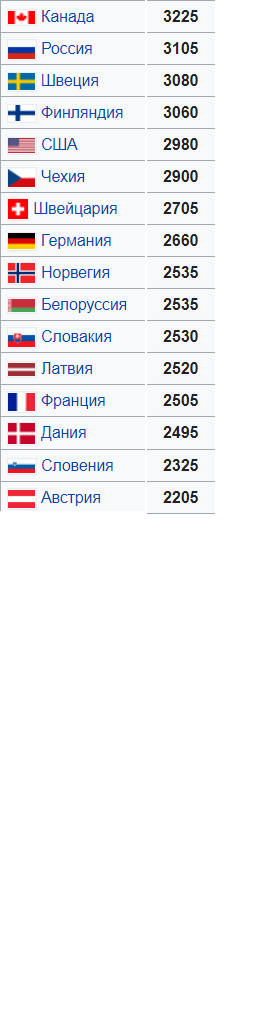 Канада 3225
Россия 3105
Швеция 3080
Финляндия 3060
США 2980
Чехия 2900
Швейцария 2705
Германия 2660
Норвегия 2535
Белоруссия 2535
Словакия 2530
Латвия 2520
Франция 2505
Дания 2495
Словения 2325
Австрия 2205